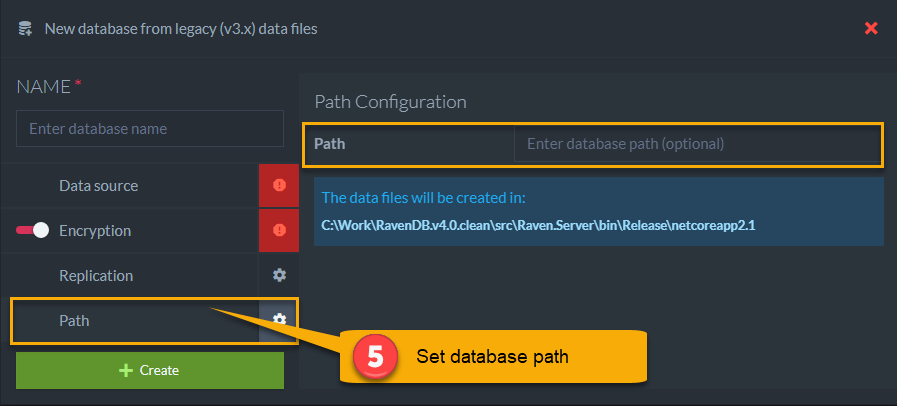 New database from legacy (v3.x) data files
NAME *
Enter database name
Data source
Encryption
Replication
Path
Create
Path Configuration
Path
Enter database path (optional)
The data files will be created in:
C:\Work\RavenDB.v4.0.clean\src\Raven.Server\bin\Release\netcoreapp2.1
5
Set database path